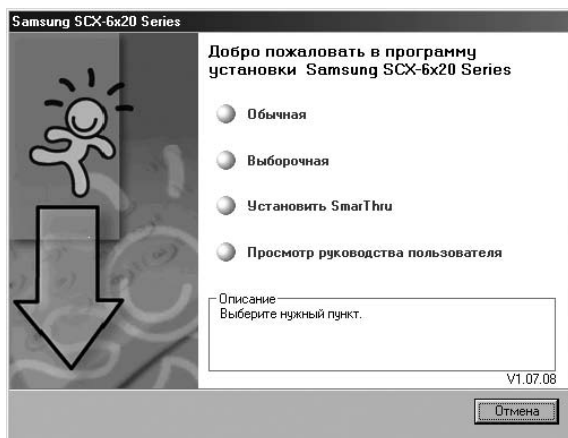 Samsung SCX-6x20 Series
Добро пожаловать в программу
установки Samsung SCX-6x20 Series
Обычная
Выборочная
Установить SmarThru
Просмотр руководства пользователя
Описание
Выберите нужный пункт.
V1.07.08
Отмена